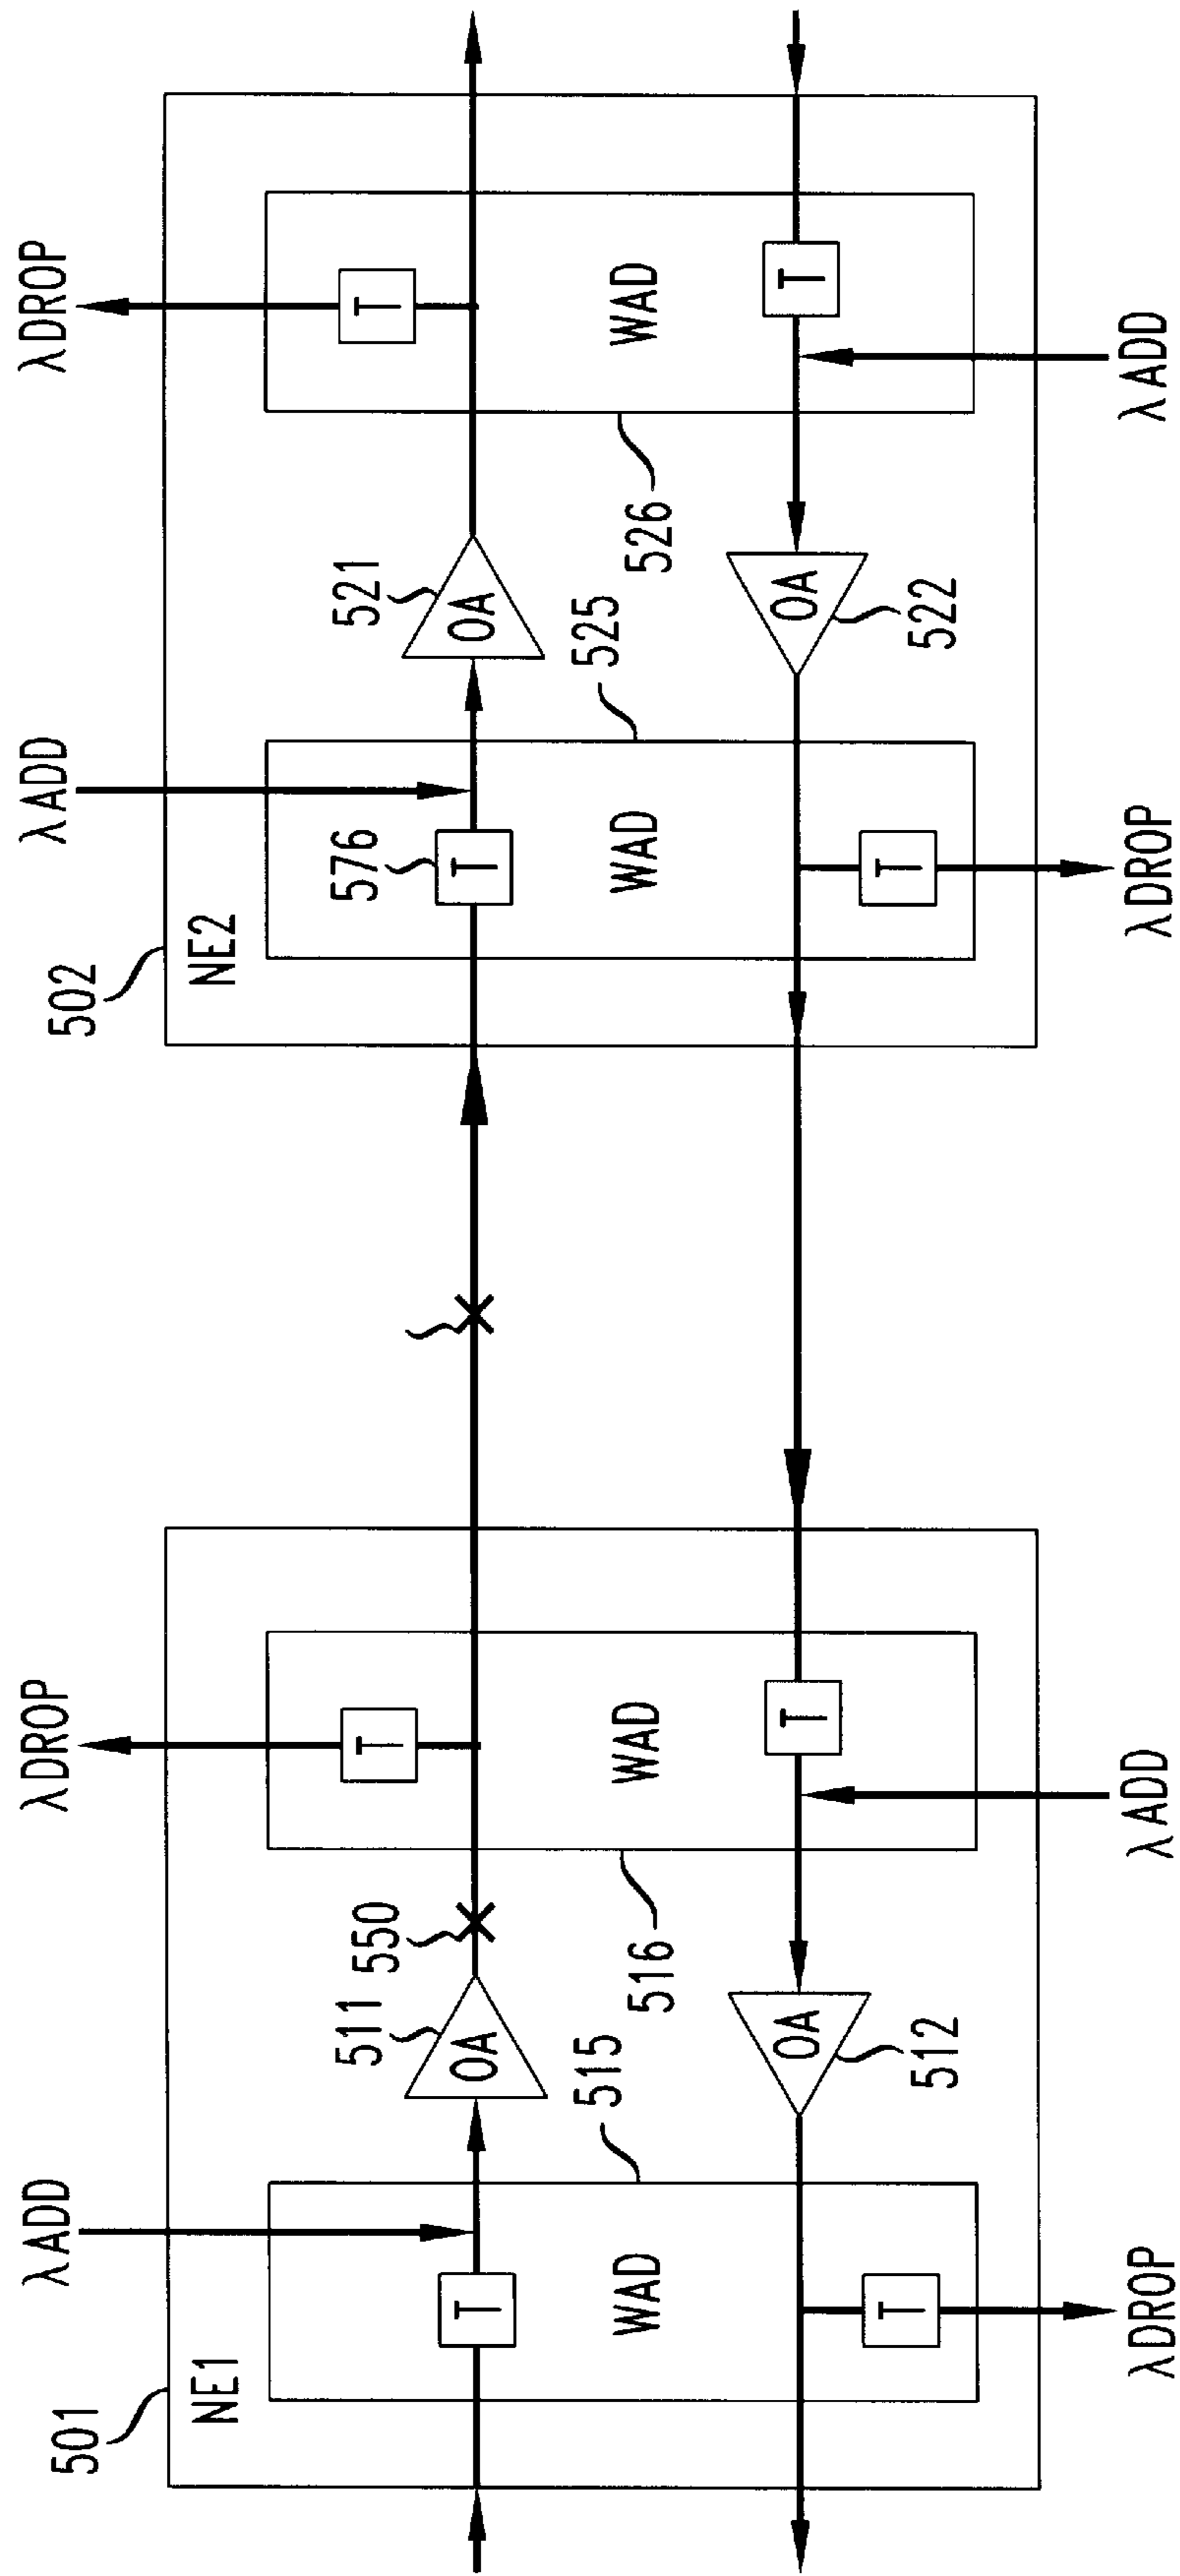 λADD
λDROP
λADD
λDROP
501
NE1
502
NE2
511
OA
550
576
T
521
OA
T
T
T
515
516
525
526
WAD
WAD
WAD
WAD
T
OA
512
T
T
OA
522
T
λDROP
λADD
λDROP
λADD